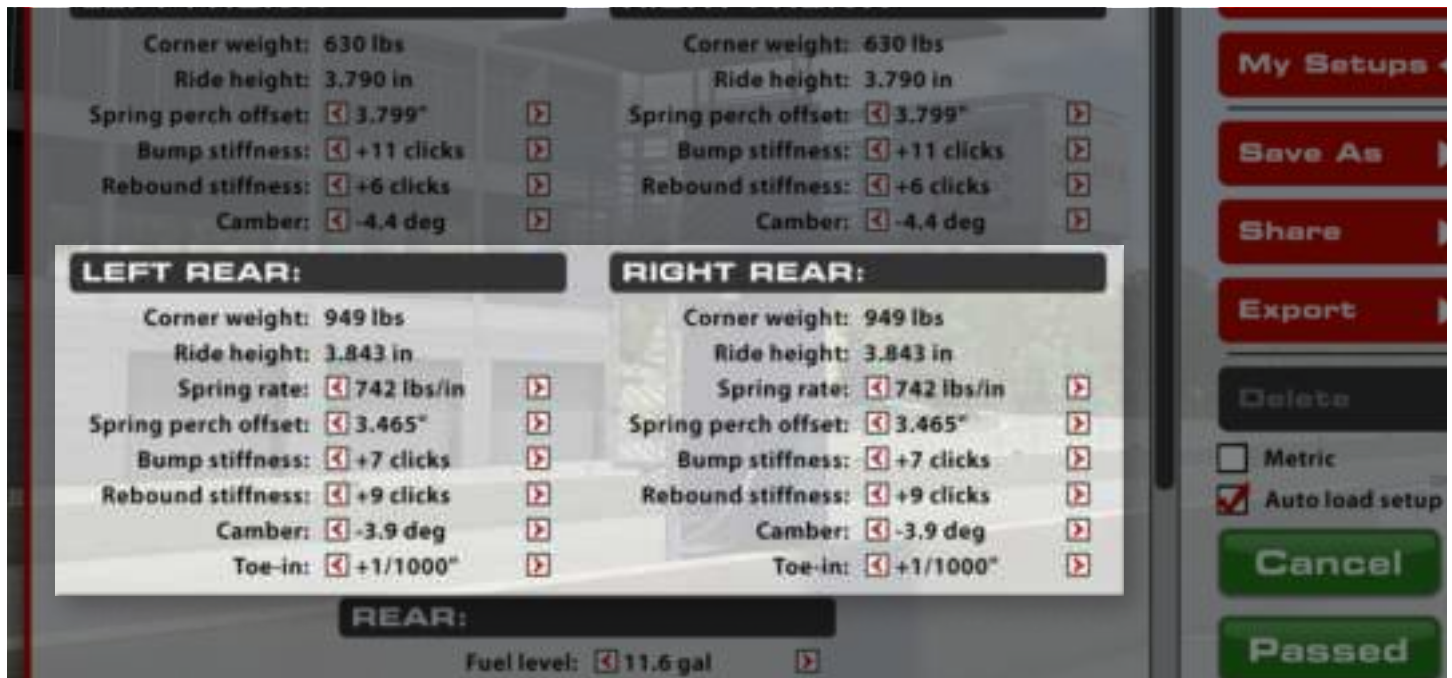 Corner weight: 630 lbs
Ride height: 3.790 in
Spring perch offset: 3.799"
Bump stiffness: +11 clicks
Rebound stiffness: +6 clicks
Camber: -4.4 deg
Corner weight: 630 lbs
Ride height: 3.790 in
Spring perch offset: 3.799"
Bump stiffness: +11 clicks
Rebound stiffness: +6 clicks
Camber: -4.4 deg
LEFT REAR:
Corner weight: 949 lbs
Ride height: 3.843 in
Spring rate: 742 lbs/in
Spring perch offset: 3.465"
Bump stiffness: +7 clicks
Rebound stiffness: +9 clicks
Camber: -3.9 deg
Toe-in: +1/1000"
RIGHT REAR:
Corner weight: 949 lbs
Ride height: 3.843 in
Spring rate: 742 lbs/in
Spring perch offset: 3.465"
Bump stiffness: +7 clicks
Rebound stiffness: +9 clicks
Camber: -3.9 deg
Toe-in: +1/1000"
REAR:
Fuel level: 11.6 gal
My Setups
Save As
Share
Export
Delete
Metric
Auto load setup
Cancel
Passed